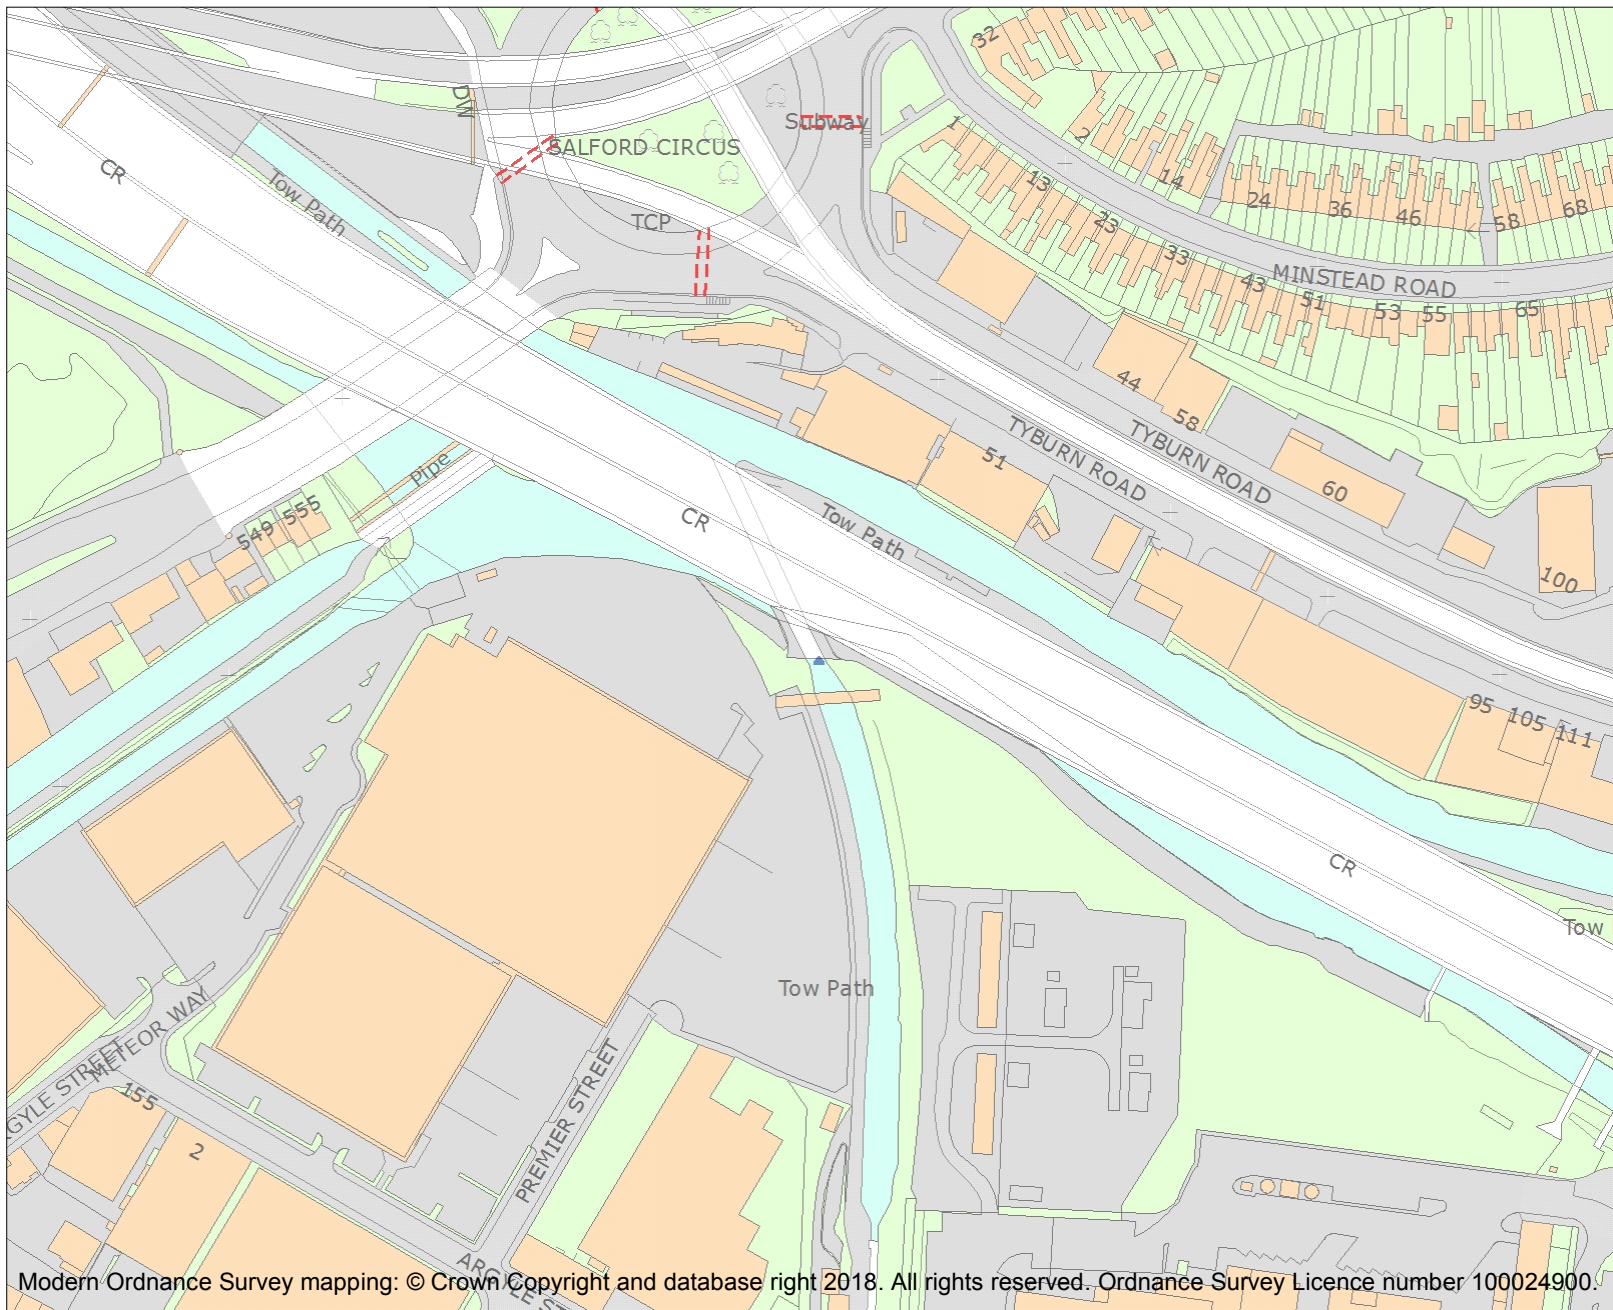 32
DW
Subway
SALFORD CIRCUS
1
2
CR
Tow Path
13
14
TCP
24
36
46
58
68
23
33
43
51
MINSTEAD ROAD
53
55
65
44
58
TYBURN ROAD
TYBURN ROAD
51
60
Pipe
549
555
CR
Tow Path
100
95
105
111
CR
Tow
Tow Path
METEOR WAY
ARGYLE STREET
155
2
PREMIER STREET
ARGYLE ST
Modern Ordnance Survey mapping: © Crown Copyright and database right 2018. All rights reserved. Ordnance Survey Licence number 100024900.